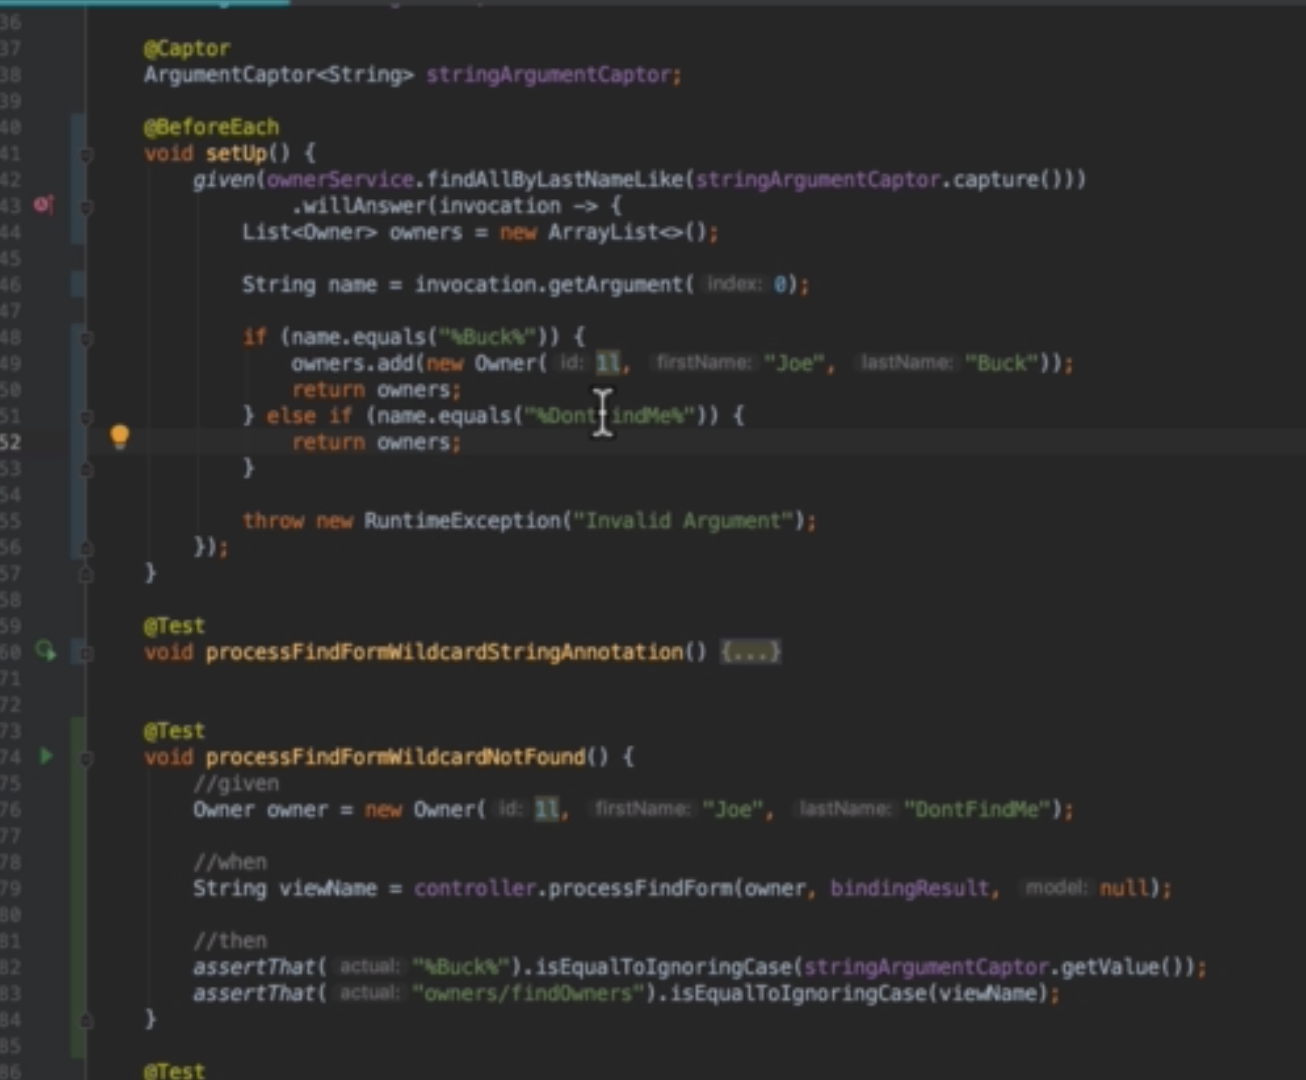 36
37 @Captor
38 ArgumentCaptor<String> stringArgumentCaptor;
39
40 @BeforeEach
41 void setUp() {
42 given(ownerService.findAllByLastNameLike(stringArgumentCaptor.capture()))
43 .willAnswer(invocation -> {
44 List<Owner> owners = new ArrayList<>();
45
46 String name = invocation.getArgument( index: 0);
47
48 if (name.equals("%Buck%")) {
49 owners.add(new Owner( id: 1l, firstName: "Joe", lastName: "Buck"));
50 return owners;
51 } else if (name.equals("%DontFindMe%")) {
52 return owners;
53 }
54
55 throw new RuntimeException("Invalid Argument");
56 });
57 }
58
59 @Test
60 void processFindFormWildcardStringAnnotation() {...}
71
72
73 @Test
74 void processFindFormWildcardNotFound() {
75 //given
76 Owner owner = new Owner( id: 1l, firstName: "Joe", lastName: "DontFindMe");
77
78 //when
79 String viewName = controller.processFindForm(owner, bindingResult, model: null);
80
81 //then
82 assertThat( actual: "%Buck%").isEqualToIgnoringCase(stringArgumentCaptor.getValue());
83 assertThat( actual: "owners/findOwners").isEqualToIgnoringCase(viewName);
84 }
85
86 @Test